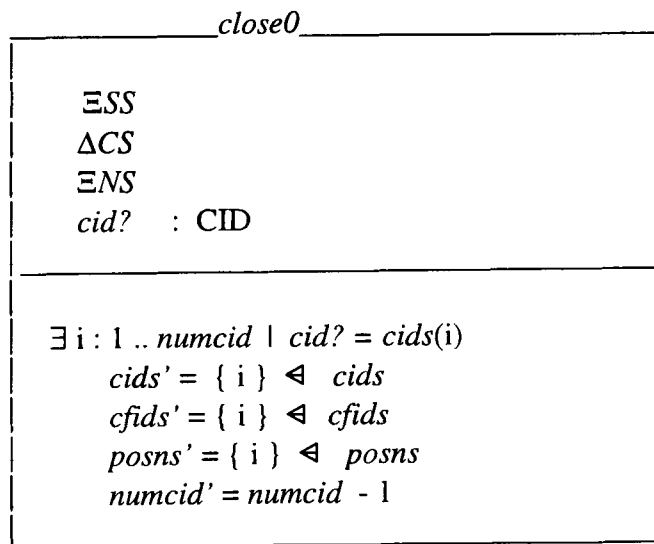 close0
ΞSS
ΔCS
ΞNS
cid? : CID
∃ i : 1 .. numcid | cid? = cids(i)
cids' = { i } ⩤ cids
cfids' = { i } ⩤ cfids
posns' = { i } ⩤ posns
numcid' = numcid - 1